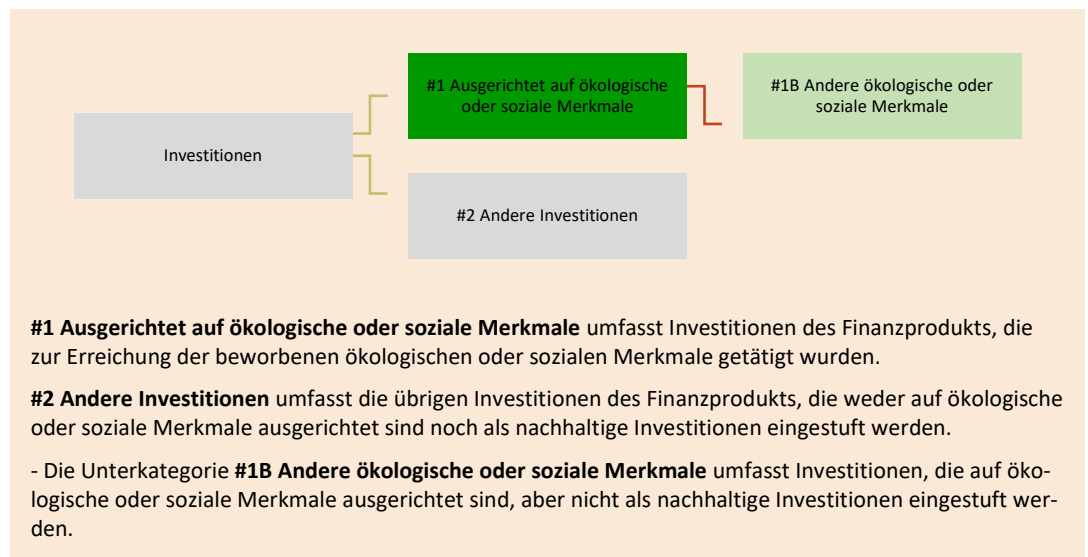 #1 Ausgerichtet auf ökologische
oder soziale Merkmale
#1B Andere ökologische oder
soziale Merkmale
Investitionen
#2 Andere Investitionen
#1 Ausgerichtet auf ökologische oder soziale Merkmale umfasst Investitionen des Finanzprodukts, die
zur Erreichung der beworbenen ökologischen oder sozialen Merkmale getätigt wurden.
#2 Andere Investitionen umfasst die übrigen Investitionen des Finanzprodukts, die weder auf ökologische
oder soziale Merkmale ausgerichtet sind noch als nachhaltige Investitionen eingestuft werden.
- Die Unterkategorie #1B Andere ökologische oder soziale Merkmale umfasst Investitionen, die auf öko-
logische oder soziale Merkmale ausgerichtet sind, aber nicht als nachhaltige Investitionen eingestuft wer-
den.